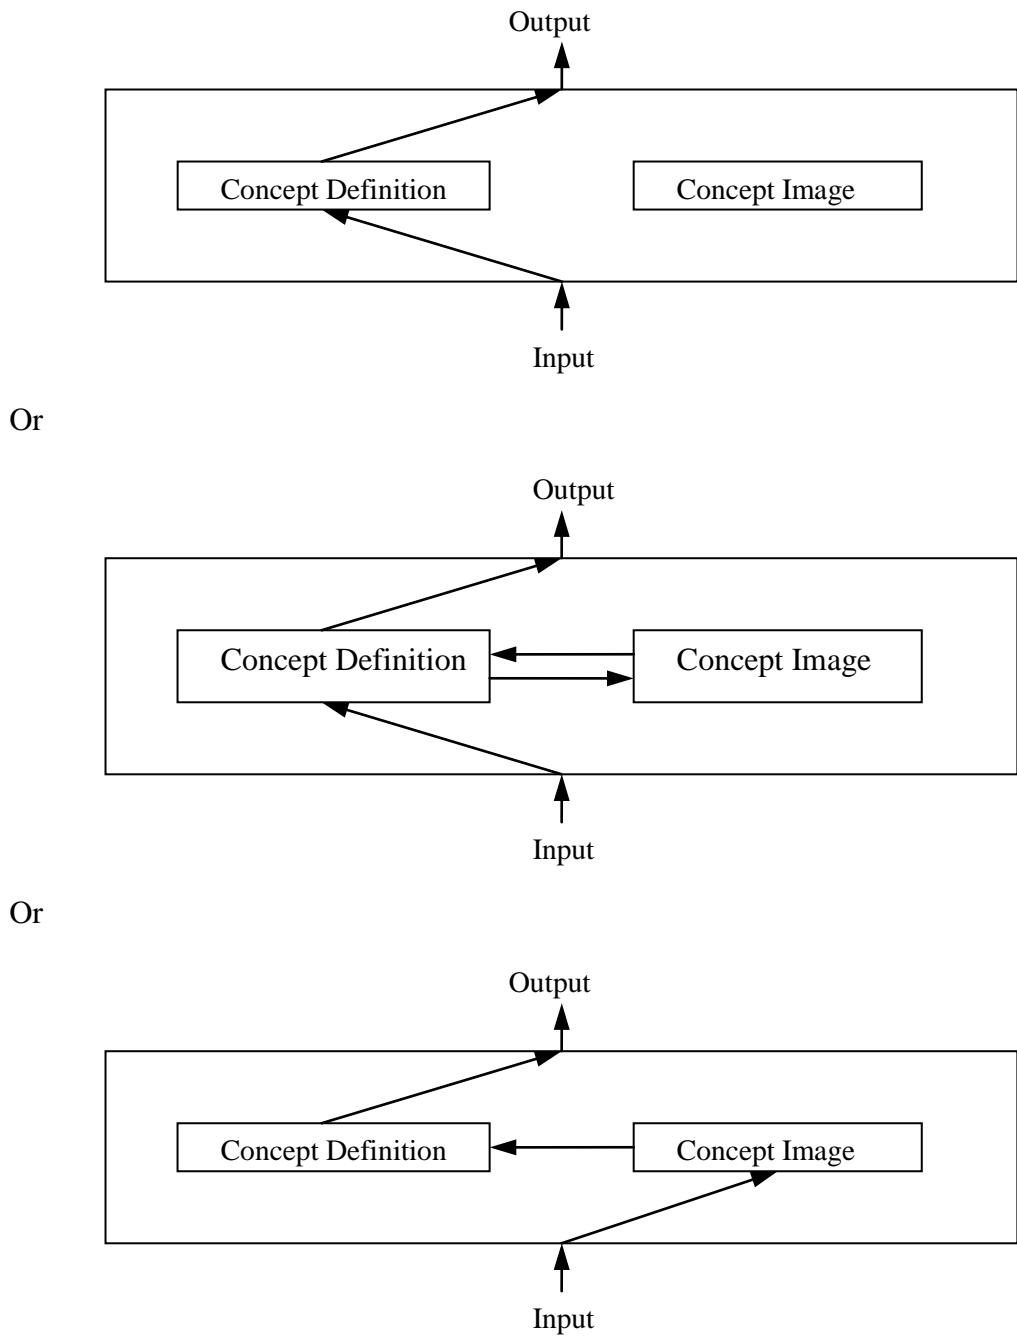 Output
Concept Definition Concept Image
Input
Or
Output
Concept Definition Concept Image
Input
Or
Output
Concept Definition Concept Image
Input